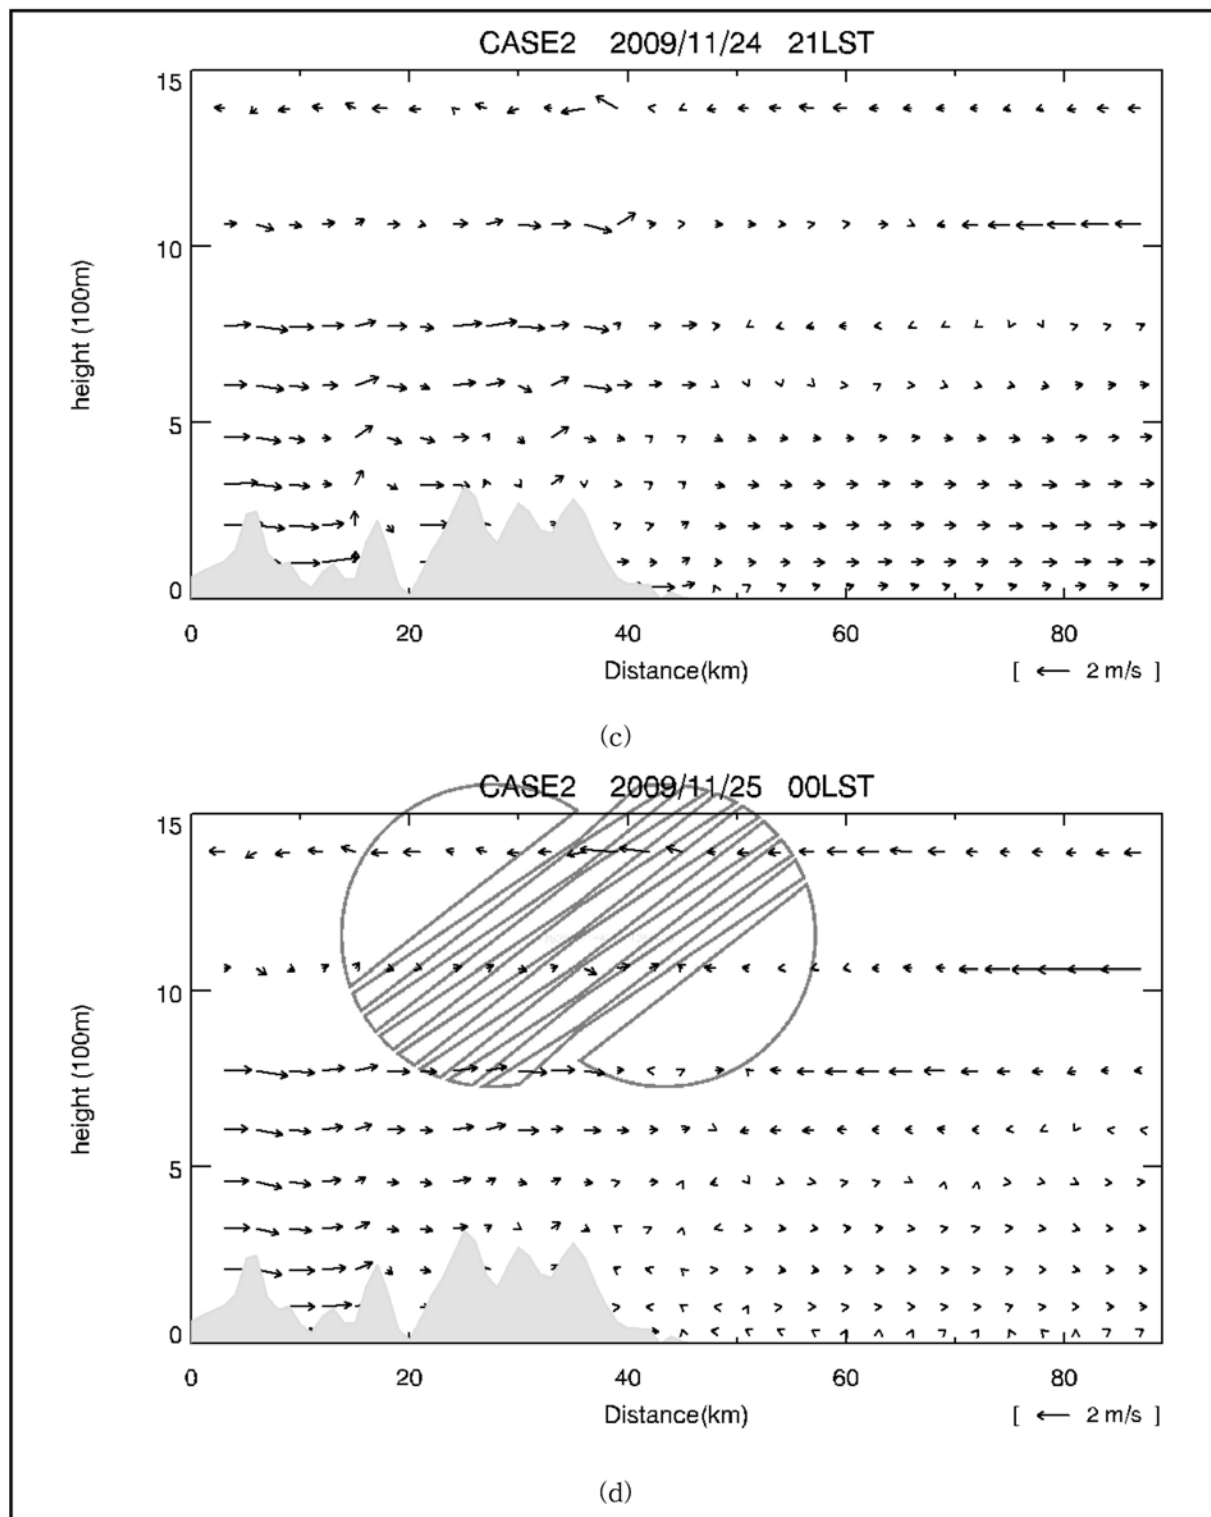 CASE2 2009/11/24 21LST
15
10
5
0
height (100m)
0 20 40 60 80
Distance(km)
[ ← 2 m/s ]
(c)
CASE2 2009/11/25 00LST
15
10
5
0
height (100m)
0 20 40 60 80
Distance(km)
[ ← 2 m/s ]
(d)